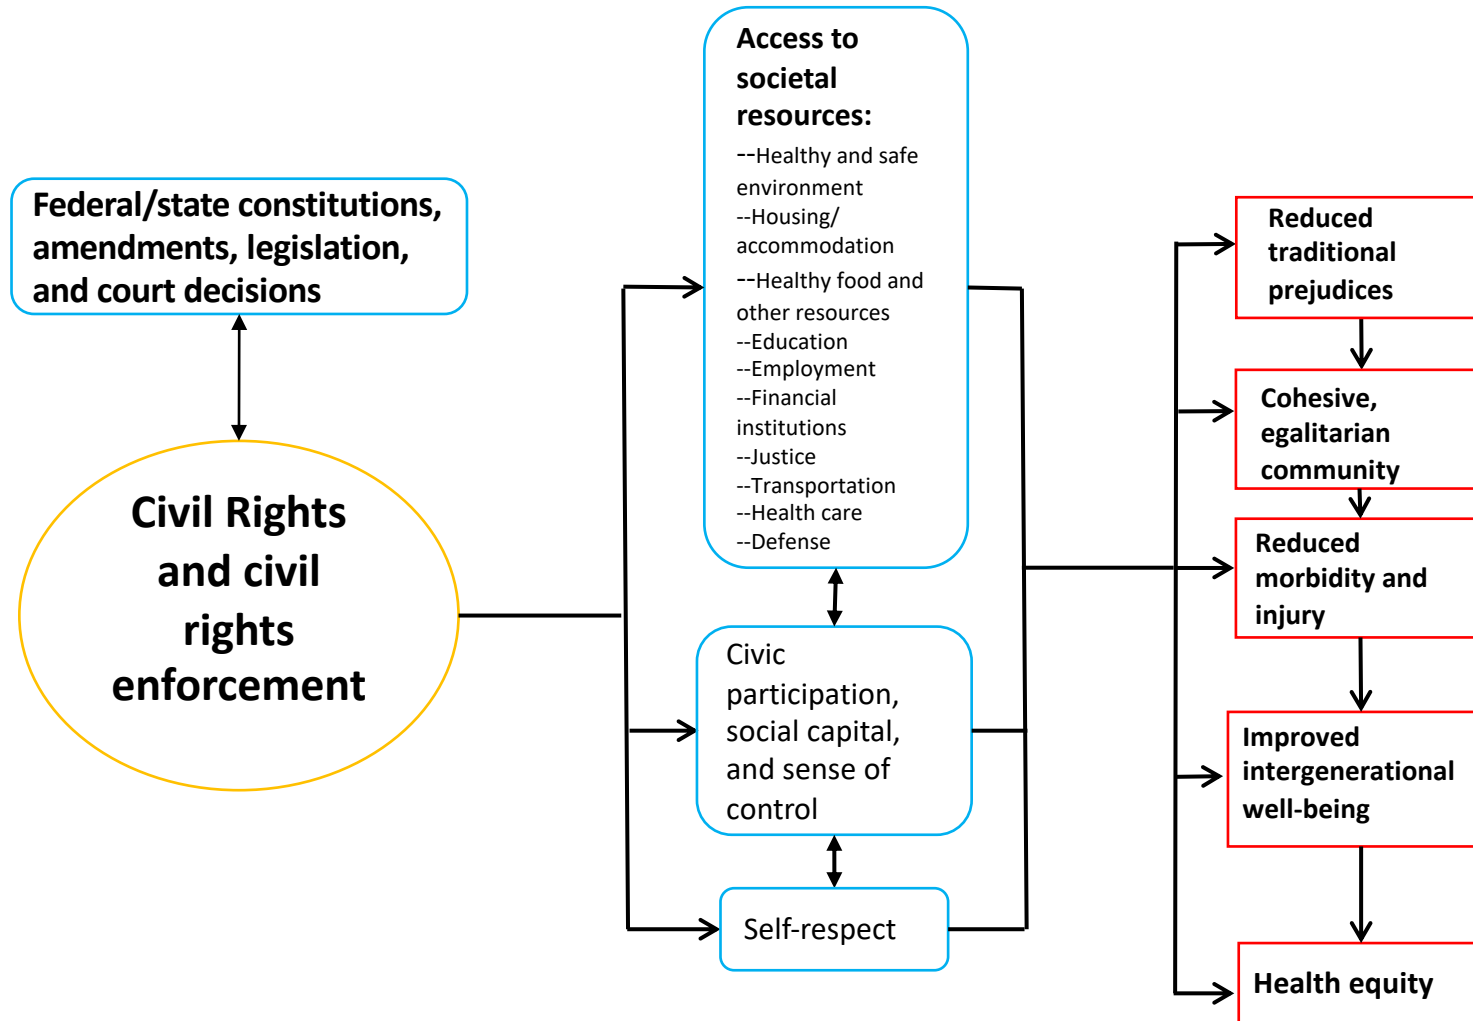 Federal/state constitutions,
amendments, legislation,
and court decisions
Civil Rights
and civil
rights
enforcement
Access to
societal
resources:
--Healthy and safe
environment
--Housing/
accommodation
--Healthy food and
other resources
--Education
--Employment
--Financial
institutions
--Justice
--Transportation
--Health care
--Defense
Civic
participation,
social capital,
and sense of
control
Self-respect
Reduced
traditional
prejudices
Cohesive,
egalitarian
community
Reduced
morbidity and
injury
Improved
intergenerational
well-being
Health equity